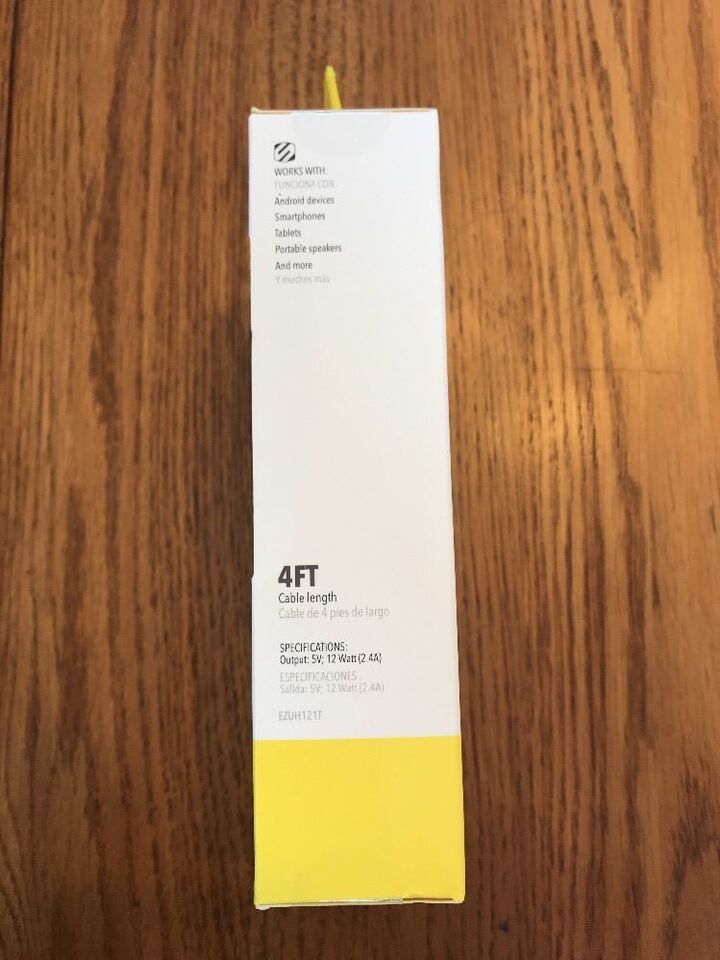 WORKS WITH:
FUNCIONA CON:
Android devices
Smartphones
Tablets
Portable speakers
And more
Y muchos más
4FT
Cable length
Cable de 4 pies de largo
SPECIFICATIONS:
Output: 5V; 12 Watt (2.4A)
ESPECIFICACIONES:
Salida: 5V; 12 Watt (2.4A)
EZUH121T